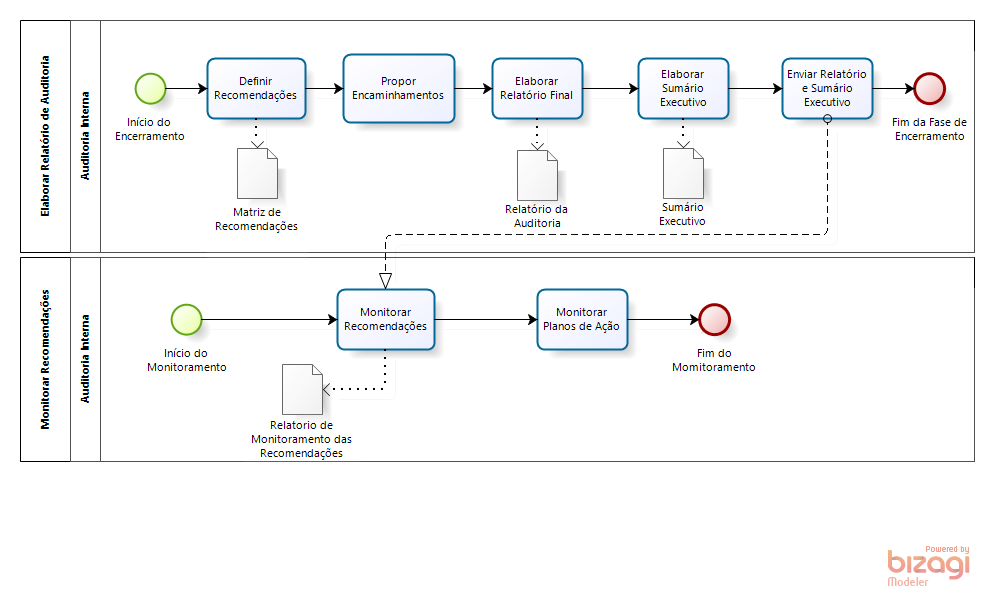 Elaborar Relatório de Auditoria
Auditoria Interna
Início do
Encerramento
Definir
Recomendações
Propor
Encaminhamentos
Elaborar
Relatório Final
Elaborar
Sumário
Executivo
Enviar Relatório
e Sumário
Executivo
Fim da Fase de
Encerramento
Matriz de
Recomendações
Relatório da
Auditoria
Sumário
Executivo
Monitorar Recomendações
Auditoria Interna
Início do
Monitoramento
Monitorar
Recomendações
Monitorar
Planos de Ação
Fim do
Momitoramento
Relatorio de
Monitoramento das
Recomendações
Powered by
bizagi
Modeler